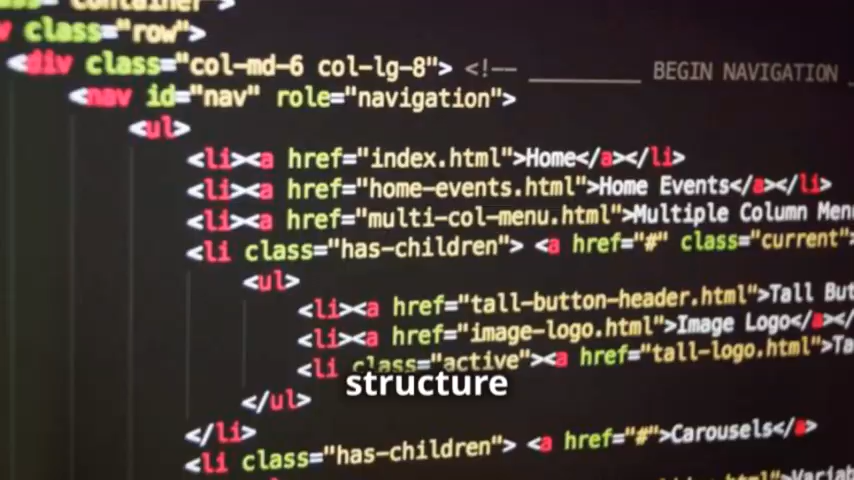 class="row">
<div class="col-md-6 col-lg-8"> <!-- __________ BEGIN NAVIGATION _
<nav id="nav" role="navigation">
<ul>
<li><a href="index.html">Home</a></li>
<li><a href="home-events.html">Home Events</a></li>
<li><a href="multi-col-menu.html">Multiple Column Men
<li class="has-children"> <a href="#" class="current">
<ul>
<li><a href="tall-button-header.html">Tall But
<li><a href="image-logo.html">Image Logo</a></
<li class="active"><a href="tall-logo.html">Ta
structure
</ul>
</li>
<li class="has-children"> <a href="#">Carousels</a>